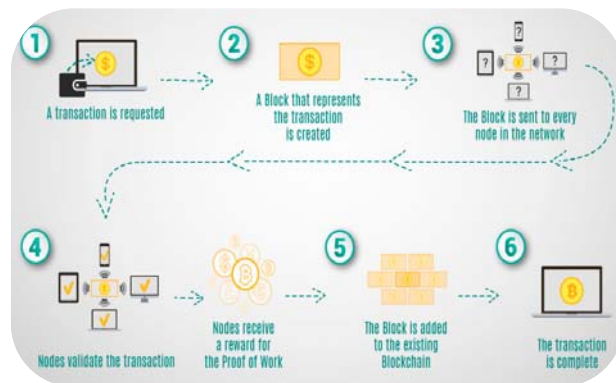 1
A transaction is requested
2
A Block that represents
the transaction
is created
3
The Block is sent to every
node in the network
4
Nodes validate the transaction
Nodes receive
a reward for
the Proof of Work
5
The Block is added
to the existing
Blockchain
6
The transaction
is complete